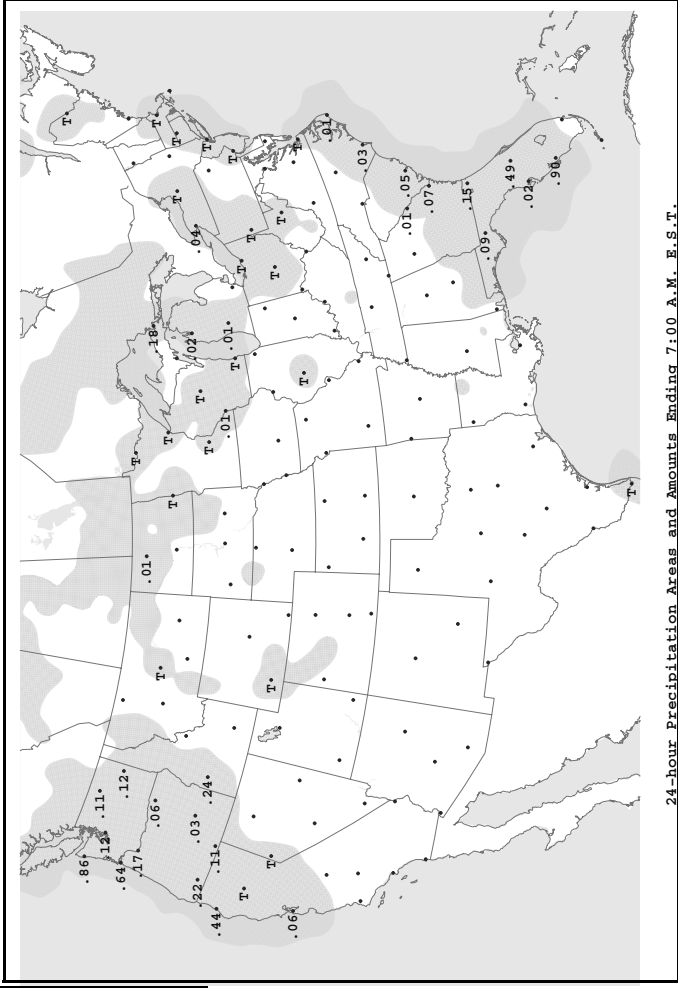 T
.86
.11
.12
.64
.12
T
.17
.01
.18
.06
T
T
T
T
T
T
.02
.03
.04
.22
T
T
.24
T
.11
.44
.01
.01
T
T
T
T
T
T
T
T
T
.06
T
T
.01
.03
.05
.01
.07
.15
.09
.49
.02
.90
T
24-hour Precipitation Areas and Amounts Ending 7:00 A.M. E.S.T.